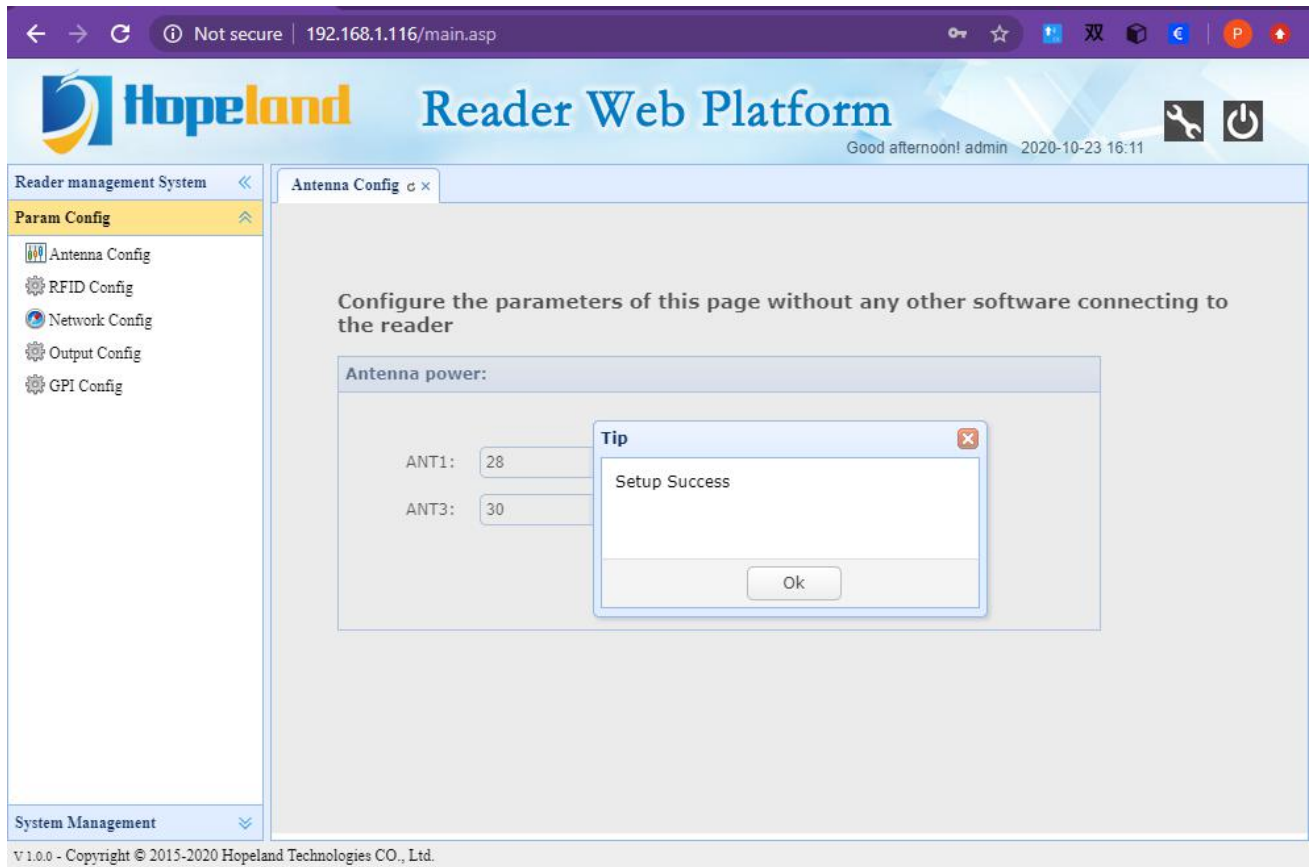 Not secure | 192.168.1.116/main.asp
双
€
P
Hopeland
Reader Web Platform
Good afternoon! admin 2020-10-23 16:11
Reader management System
Antenna Config
Param Config
Antenna Config
RFID Config
Network Config
Output Config
GPI Config
Configure the parameters of this page without any other software connecting to
the reader
Antenna power:
Tip
ANT1: 28
Setup Success
ANT3: 30
Ok
System Management
V 1.0.0 - Copyright © 2015-2020 Hopeland Technologies CO., Ltd.